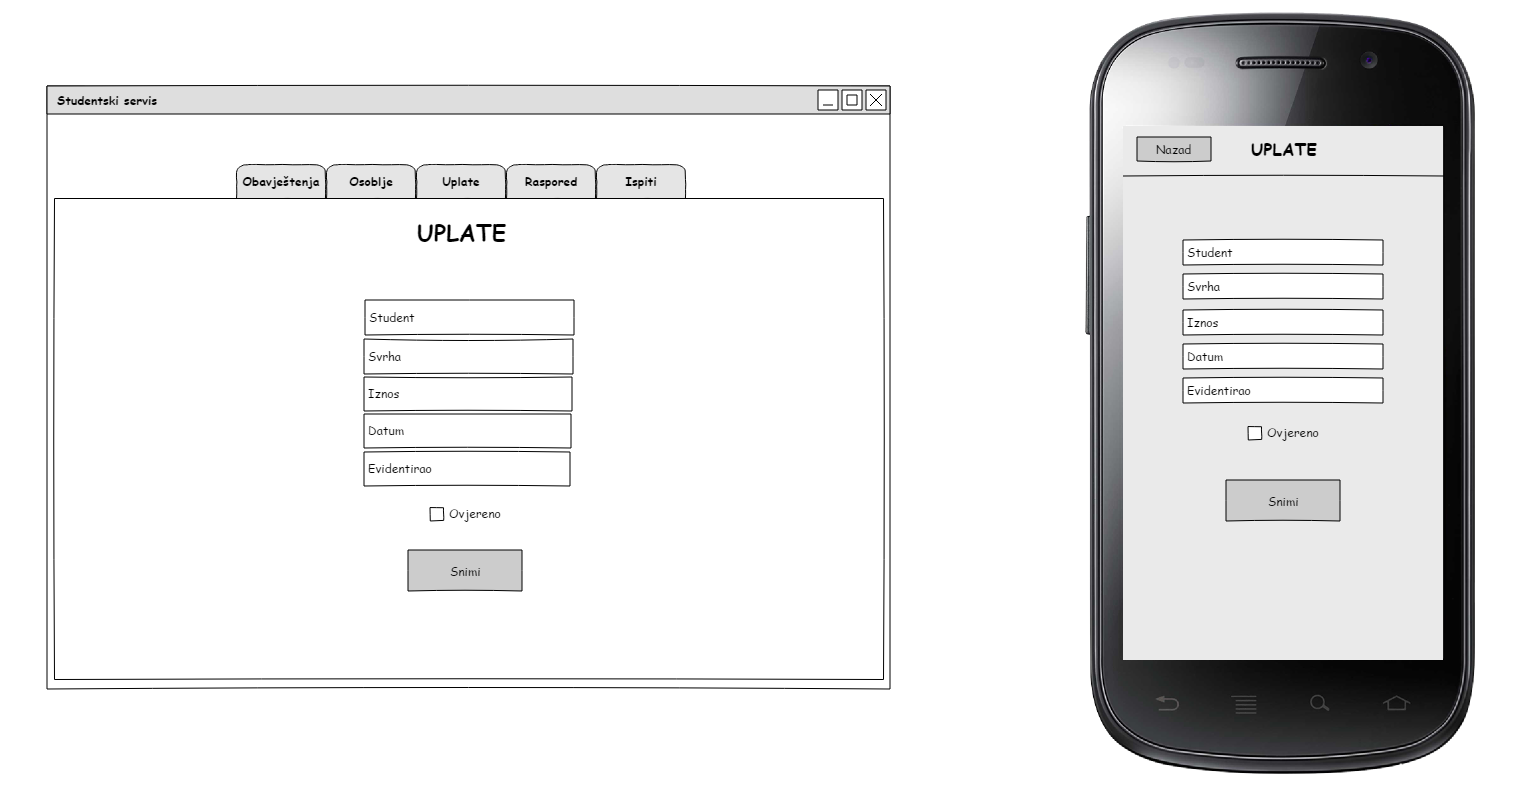 Studentski servis
Obavještenja Osoblje Uplate Raspored Ispiti
UPLATE
Student
Svrha
Iznos
Datum
Evidentirao
Ovjereno
Snimi
Nazad UPLATE
Student
Svrha
Iznos
Datum
Evidentirao
Ovjereno
Snimi